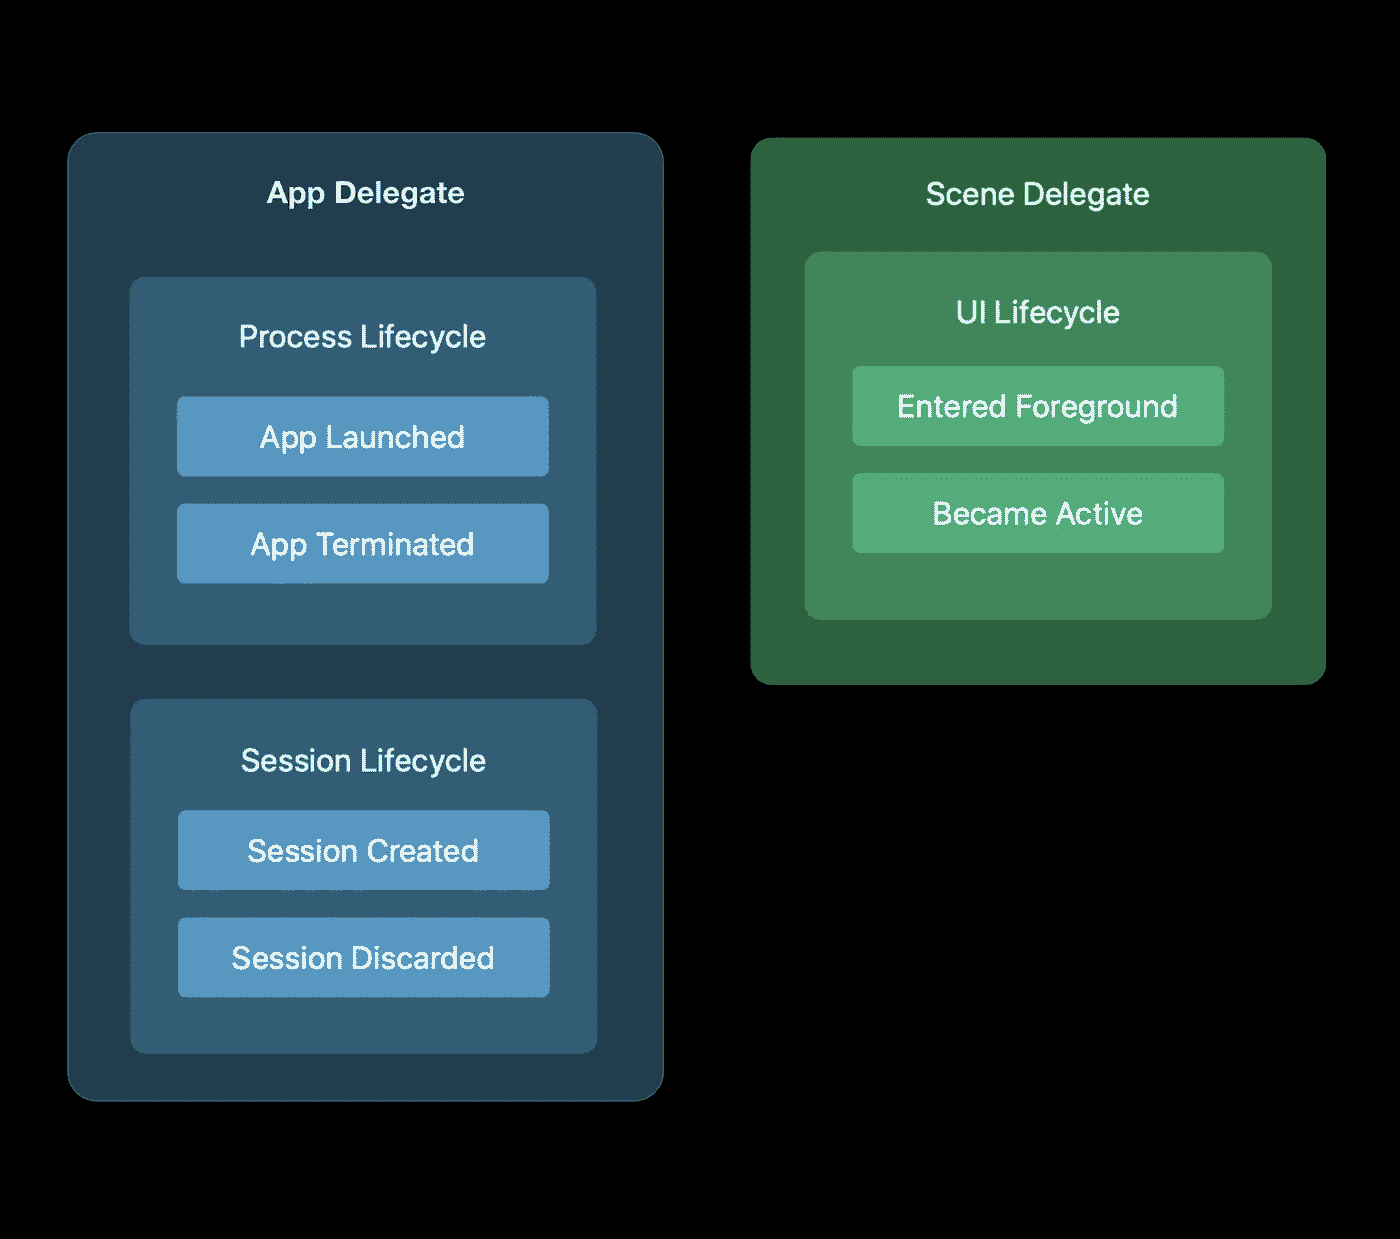 App Delegate
Process Lifecycle
App Launched
App Terminated
Session Lifecycle
Session Created
Session Discarded
Scene Delegate
UI Lifecycle
Entered Foreground
Became Active